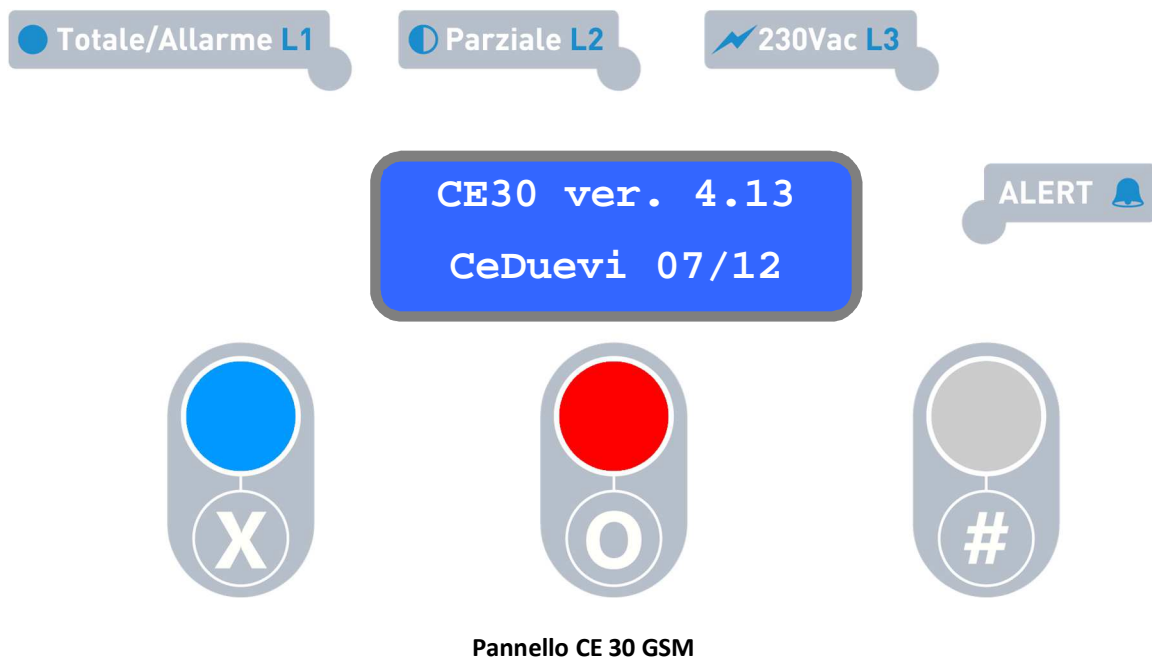 Totale/Allarme L1
Parziale L2
230Vac L3
CE30 ver. 4.13
ALERT
CeDuevi 07/12
X
O
#
Pannello CE 30 GSM